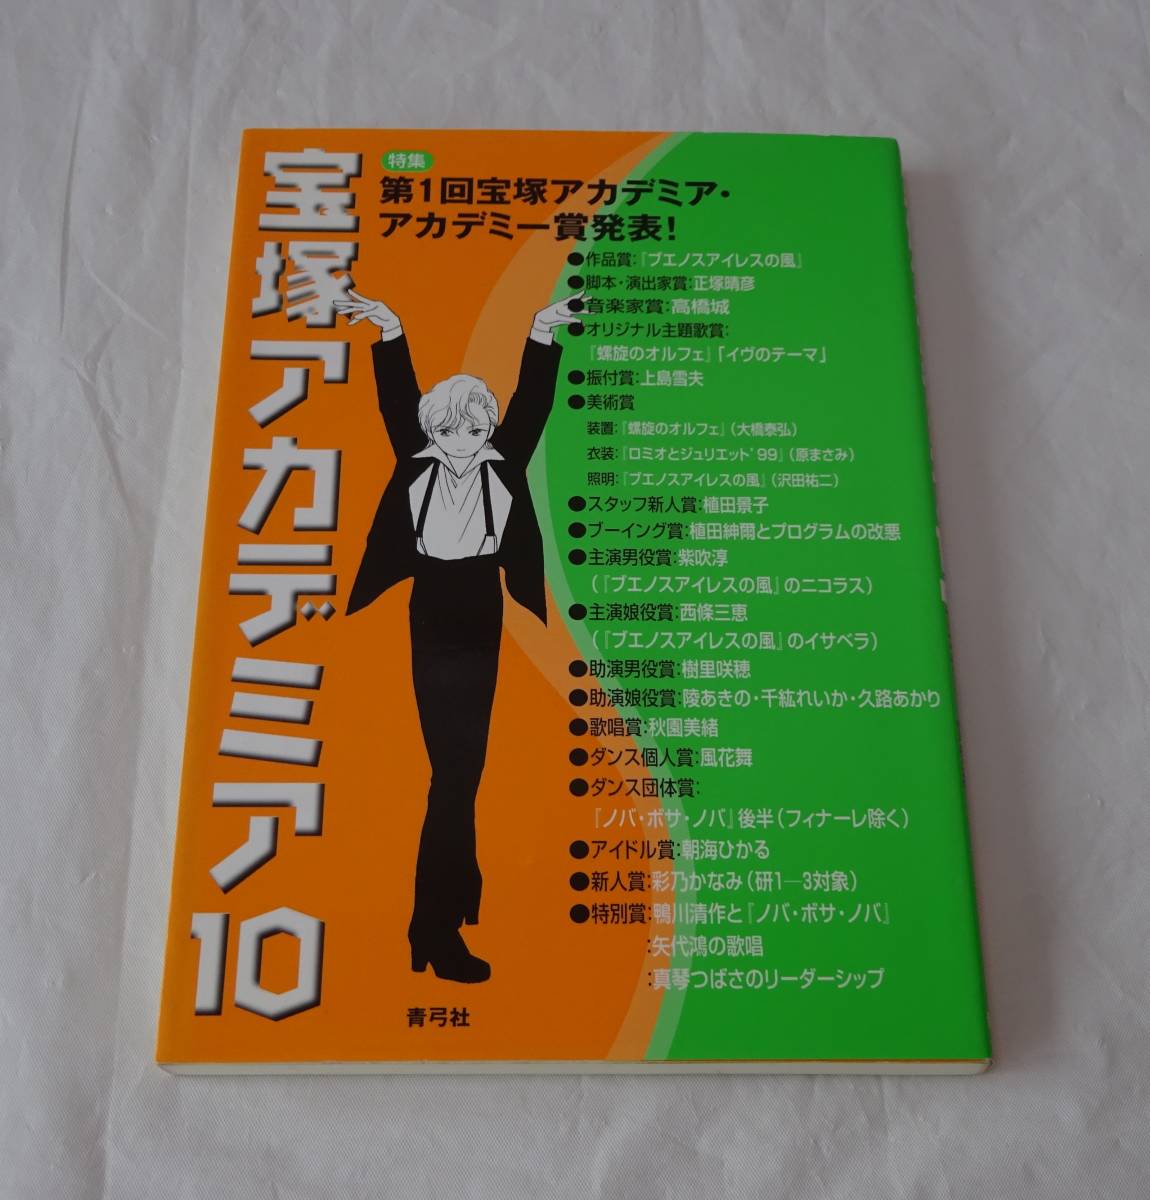 宝塚アカデミア10
特集
第1回宝塚アカデミア・
アカデミー賞発表!
●作品賞:『ブエノスアイレスの風』
●脚本・演出家賞:正塚晴彦
●音楽家賞:高橋城
●オリジナル主題歌賞:
『螺旋のオルフェ』「イヴのテーマ」
●振付賞:上島雪夫
●美術賞
装置:『螺旋のオルフェ』(大橋泰弘)
衣装:『ロミオとジュリエット'99』(原まさみ)
照明:『ブエノスアイレスの風』(沢田祐二)
●スタッフ新人賞:植田景子
●ブーイング賞:植田紳爾とプログラムの改悪
●主演男役賞:紫吹淳
(『ブエノスアイレスの風』のニコラス)
●主演娘役賞:西條三恵
(『ブエノスアイレスの風』のイサベラ)
●助演男役賞:樹里咲穂
●助演娘役賞:陵あきの・千紘れいか・久路あかり
●歌唱賞:秋園美緒
●ダンス個人賞:風花舞
●ダンス団体賞:
『ノバ・ボサ・ノバ』後半(フィナーレ除く)
●アイドル賞:朝海ひかる
●新人賞:彩乃かなみ(研1―3対象)
●特別賞:鴨川清作と『ノバ・ボサ・ノバ』
:矢代鴻の歌唱
:真琴つばさのリーダーシップ
青弓社